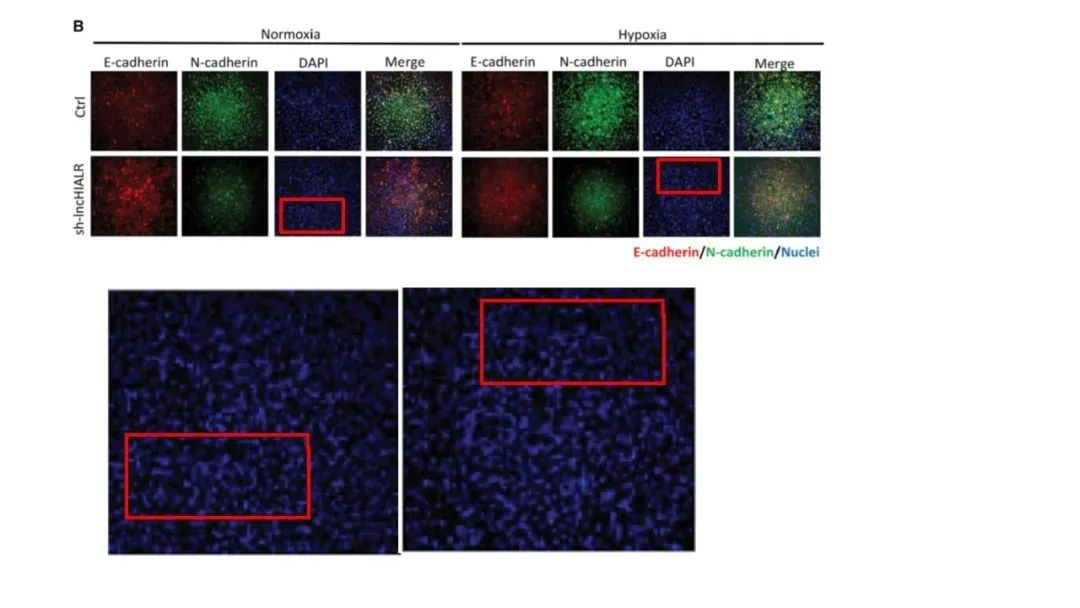 B
Normoxia Hypoxia
E-cadherin N-cadherin DAPI Merge E-cadherin N-cadherin DAPI Merge
Ctrl
sh-lncHIALR
E-cadherin/N-cadherin/Nuclei